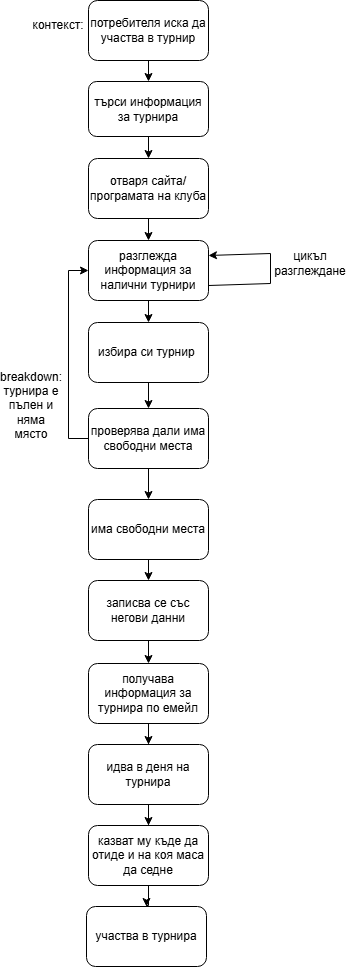 контекст:
потребителя иска да
участва в турнир
търси информация
за турнира
отваря сайта/
програмата на клуба
разглежда
информация за
налични турнири
цикъл
разглеждане
избира си турнир
breakdown:
турнира е
пълен и
няма
място
проверява дали има
свободни места
има свободни места
записва се със
негови данни
получава
информация за
турнира по емейл
идва в деня на
турнира
казват му къде да
отиде и на коя маса
да седне
участва в турнира